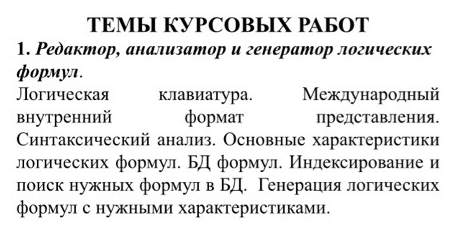 ТЕМЫ КУРСОВЫХ РАБОТ
1. Редактор, анализатор и генератор логических
формул.
Логическая клавиатура. Международный
внутренний формат представления.
Синтаксический анализ. Основные характеристики
логических формул. БД формул. Индексирование и
поиск нужных формул в БД. Генерация логических
формул с нужными характеристиками.